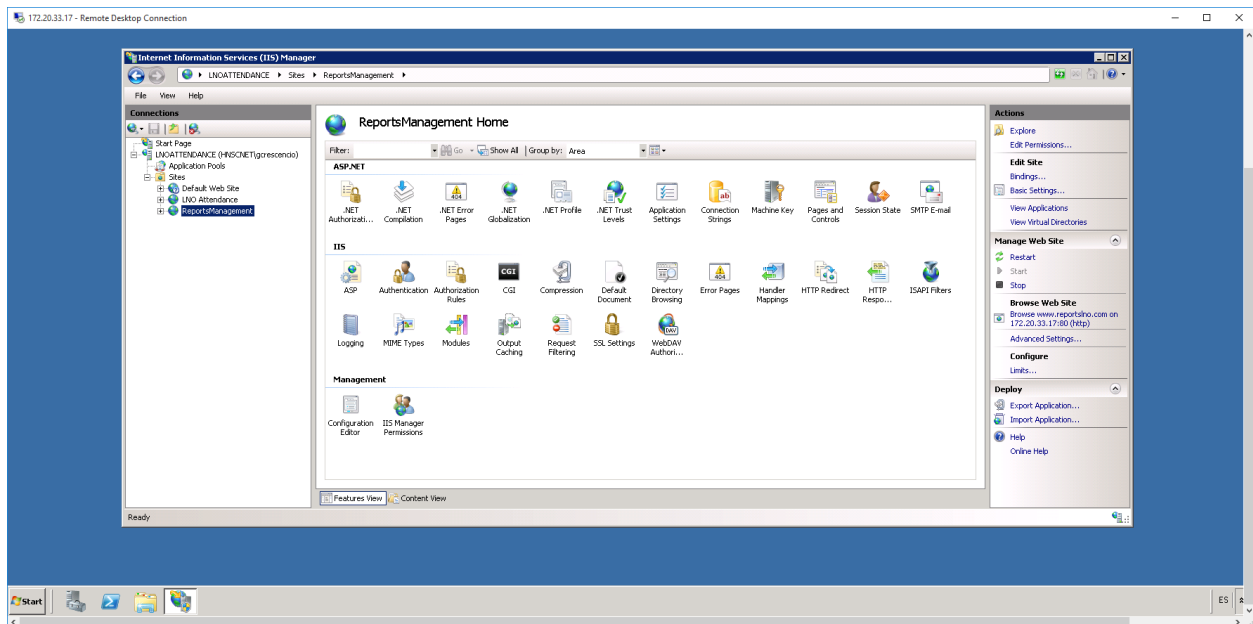 172.20.33.17 - Remote Desktop Connection
Internet Information Services (IIS) Manager
LNOATTENDANCE
Sites
ReportsManagement
File View Help
Connections
Start Page
LNOATTENDANCE (HNSCNET\gcrescencio)
Application Pools
Sites
Default Web Site
LNO Attendance
ReportsManagement
ReportsManagement Home
Filter: Go Show All Group by: Area
ASP.NET
.NET Authorizati...
.NET Compilation
.NET Error Pages
.NET Globalization
.NET Profile
.NET Trust Levels
Application Settings
Connection Strings
Machine Key
Pages and Controls
Session State
SMTP E-mail
IIS
ASP
Authentication
Authorization Rules
CGI
CGI
Compression
Default Document
Directory Browsing
404
Error Pages
Handler Mappings
HTTP Redirect
HTTP Respo...
ISAPI Filters
Logging
MIME Types
Modules
Output Caching
Request Filtering
SSL Settings
DAV
WebDAV Authori...
Management
Configuration Editor
IIS Manager Permissions
Features View
Content View
Actions
Explore
Edit Permissions...
Edit Site
Bindings...
Basic Settings...
View Applications
View Virtual Directories
Manage Web Site
Restart
Start
Stop
Browse Web Site
Browse www.reportslno.com on
172.20.33.17:80 (http)
Advanced Settings...
Configure
Limits...
Deploy
Export Application...
Import Application...
Help
Online Help
Ready
Start
ES